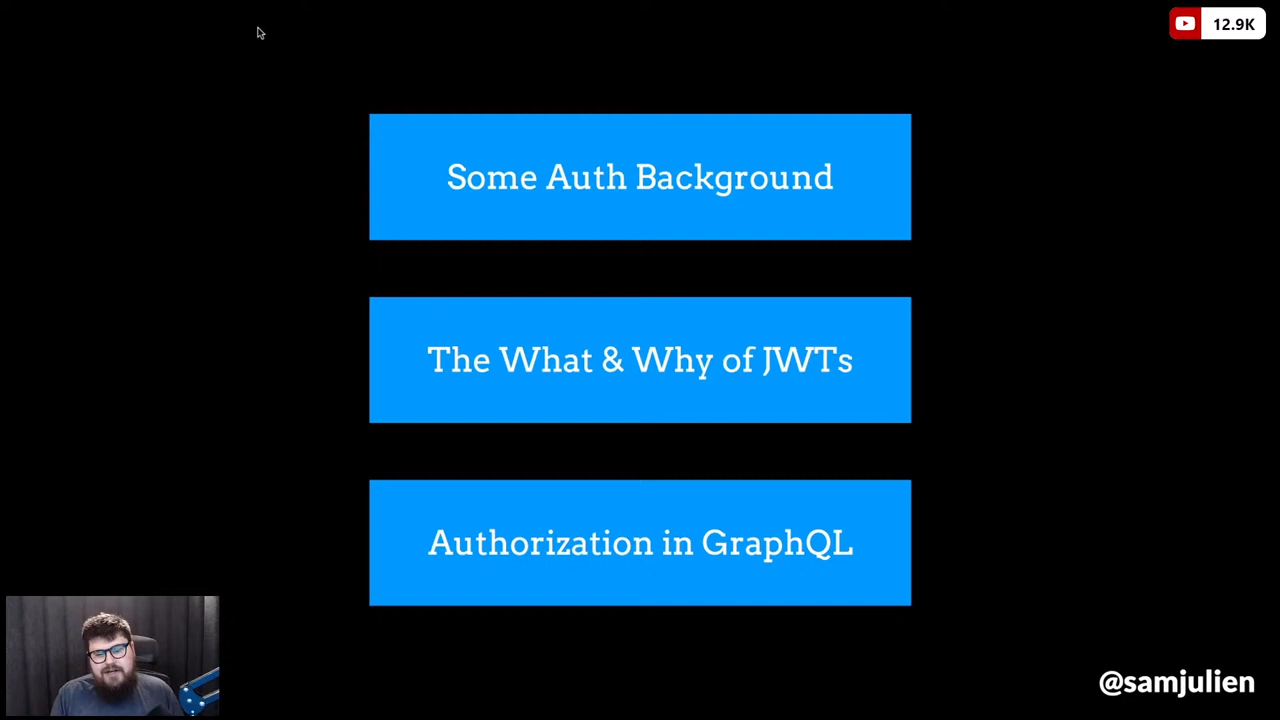 12.9K
Some Auth Background
The What & Why of JWTs
Authorization in GraphQL
@samjulien